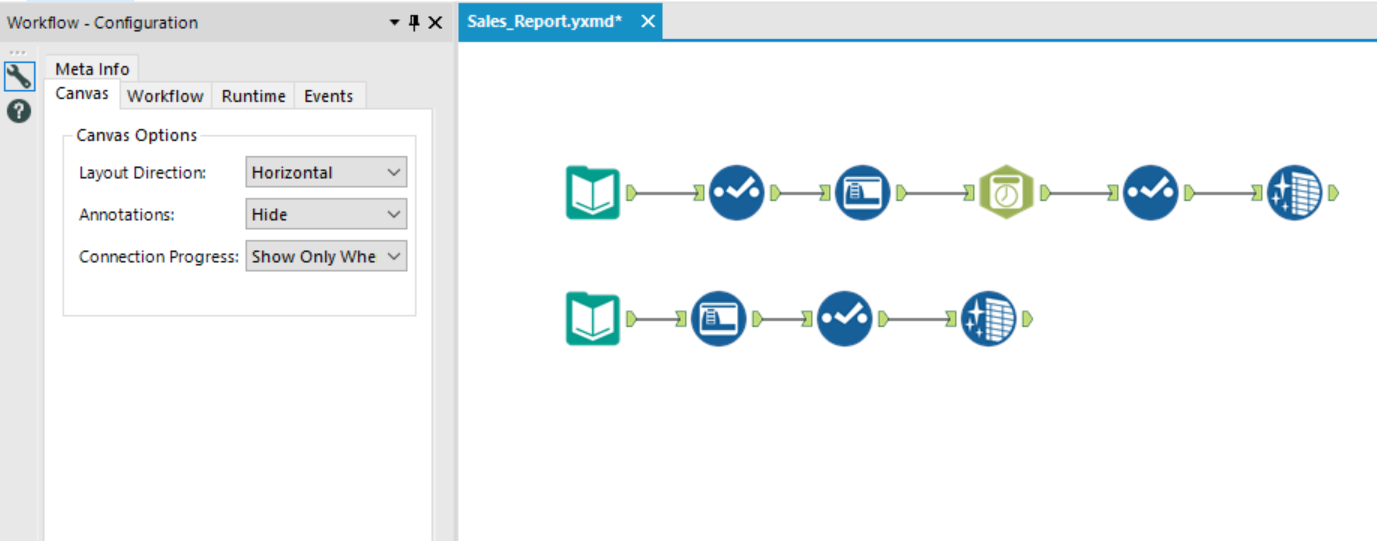 Workflow - Configuration
Sales_Report.yxmd*
Meta Info
Canvas Workflow Runtime Events
Canvas Options
Layout Direction: Horizontal
Annotations: Hide
Connection Progress: Show Only Whe